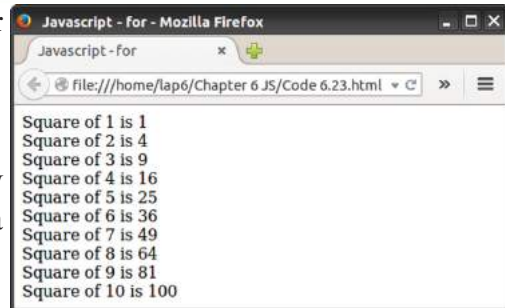 Javascript - for - Mozilla Firefox
Javascript - for
file:///home/lap6/Chapter 6 JS/Code 6.23.html
Square of 1 is 1
Square of 2 is 4
Square of 3 is 9
Square of 4 is 16
Square of 5 is 25
Square of 6 is 36
Square of 7 is 49
Square of 8 is 64
Square of 9 is 81
Square of 10 is 100